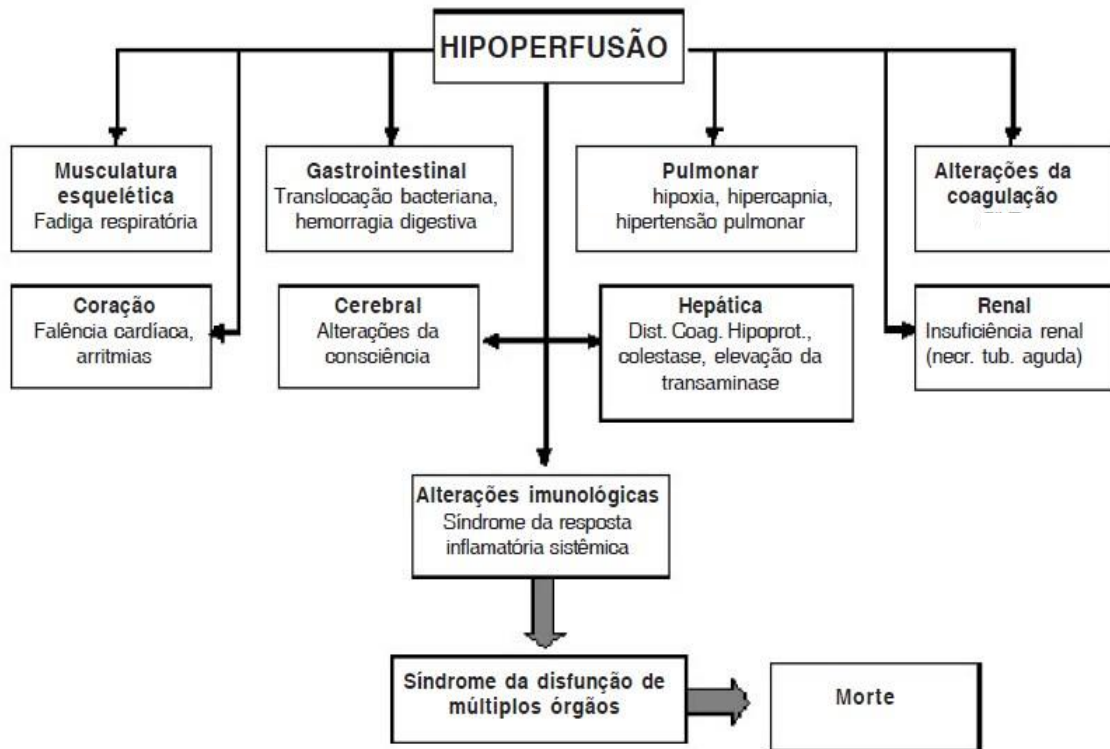 HIPOPERFUSÃO
Musculatura
esquelética
Fadiga respiratória
Gastrointestinal
Translocação bacteriana,
hemorragia digestiva
Pulmonar
hipoxia, hipercapnia,
hipertensão pulmonar
Alterações da
coagulação
Coração
Falência cardíaca,
arritmias
Cerebral
Alterações da
consciência
Hepática
Dist. Coag. Hipoprot.,
colestase, elevação da
transaminase
Renal
Insuficiência renal
(necr. tub. aguda)
Alterações imunológicas
Síndrome da resposta
inflamatória sistêmica
Síndrome da disfunção de
múltiplos órgãos
Morte